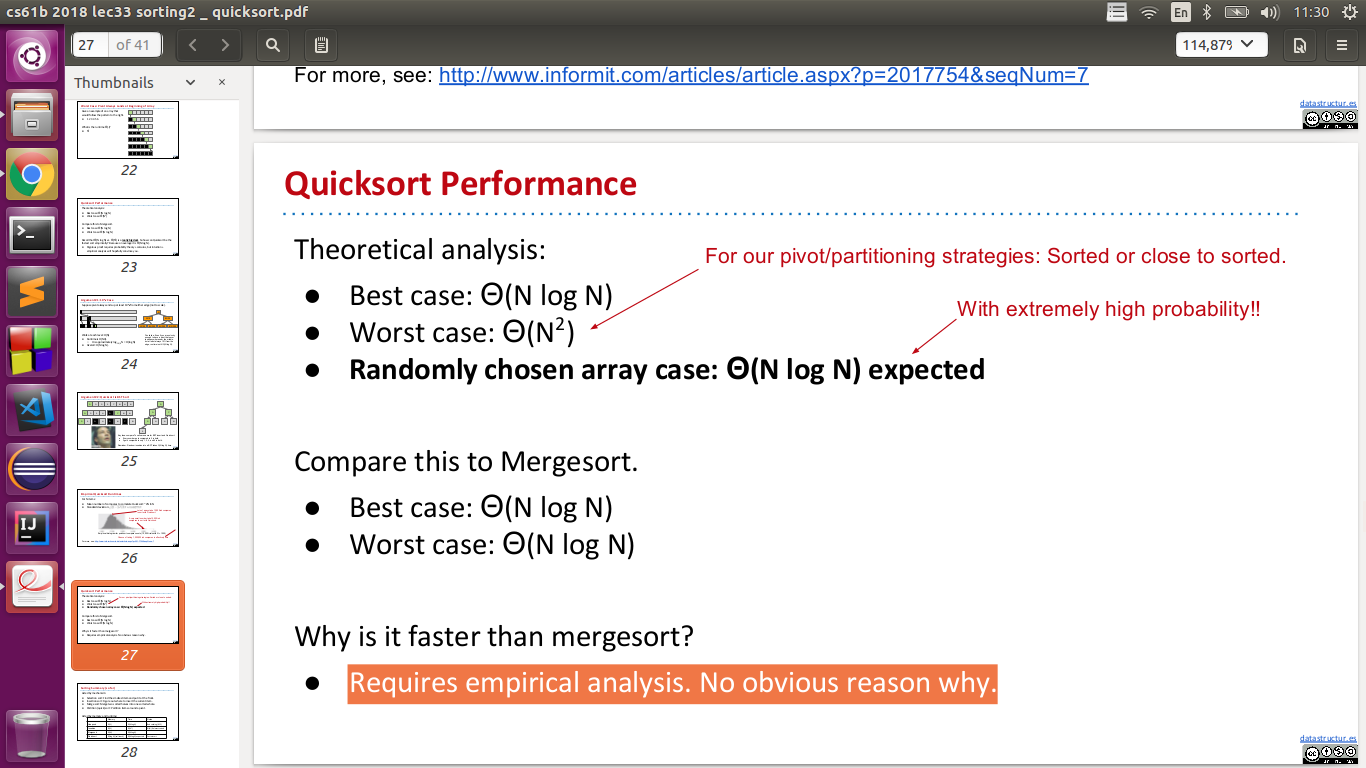 cs61b 2018 lec33 sorting2 _ quicksort.pdf
En
11:30
27 of 41
114,87%
Thumbnails
22
23
24
25
26
27
28
For more, see: http://www.informit.com/articles/article.aspx?p=2017754&seqNum=7
datastructur.es
Quicksort Performance
Theoretical analysis:
For our pivot/partitioning strategies: Sorted or close to sorted.
● Best case: Θ(N log N)
With extremely high probability!!
● Worst case: Θ(N²)
● Randomly chosen array case: Θ(N log N) expected
Compare this to Mergesort.
● Best case: Θ(N log N)
● Worst case: Θ(N log N)
Why is it faster than mergesort?
● Requires empirical analysis. No obvious reason why.
datastructur.es